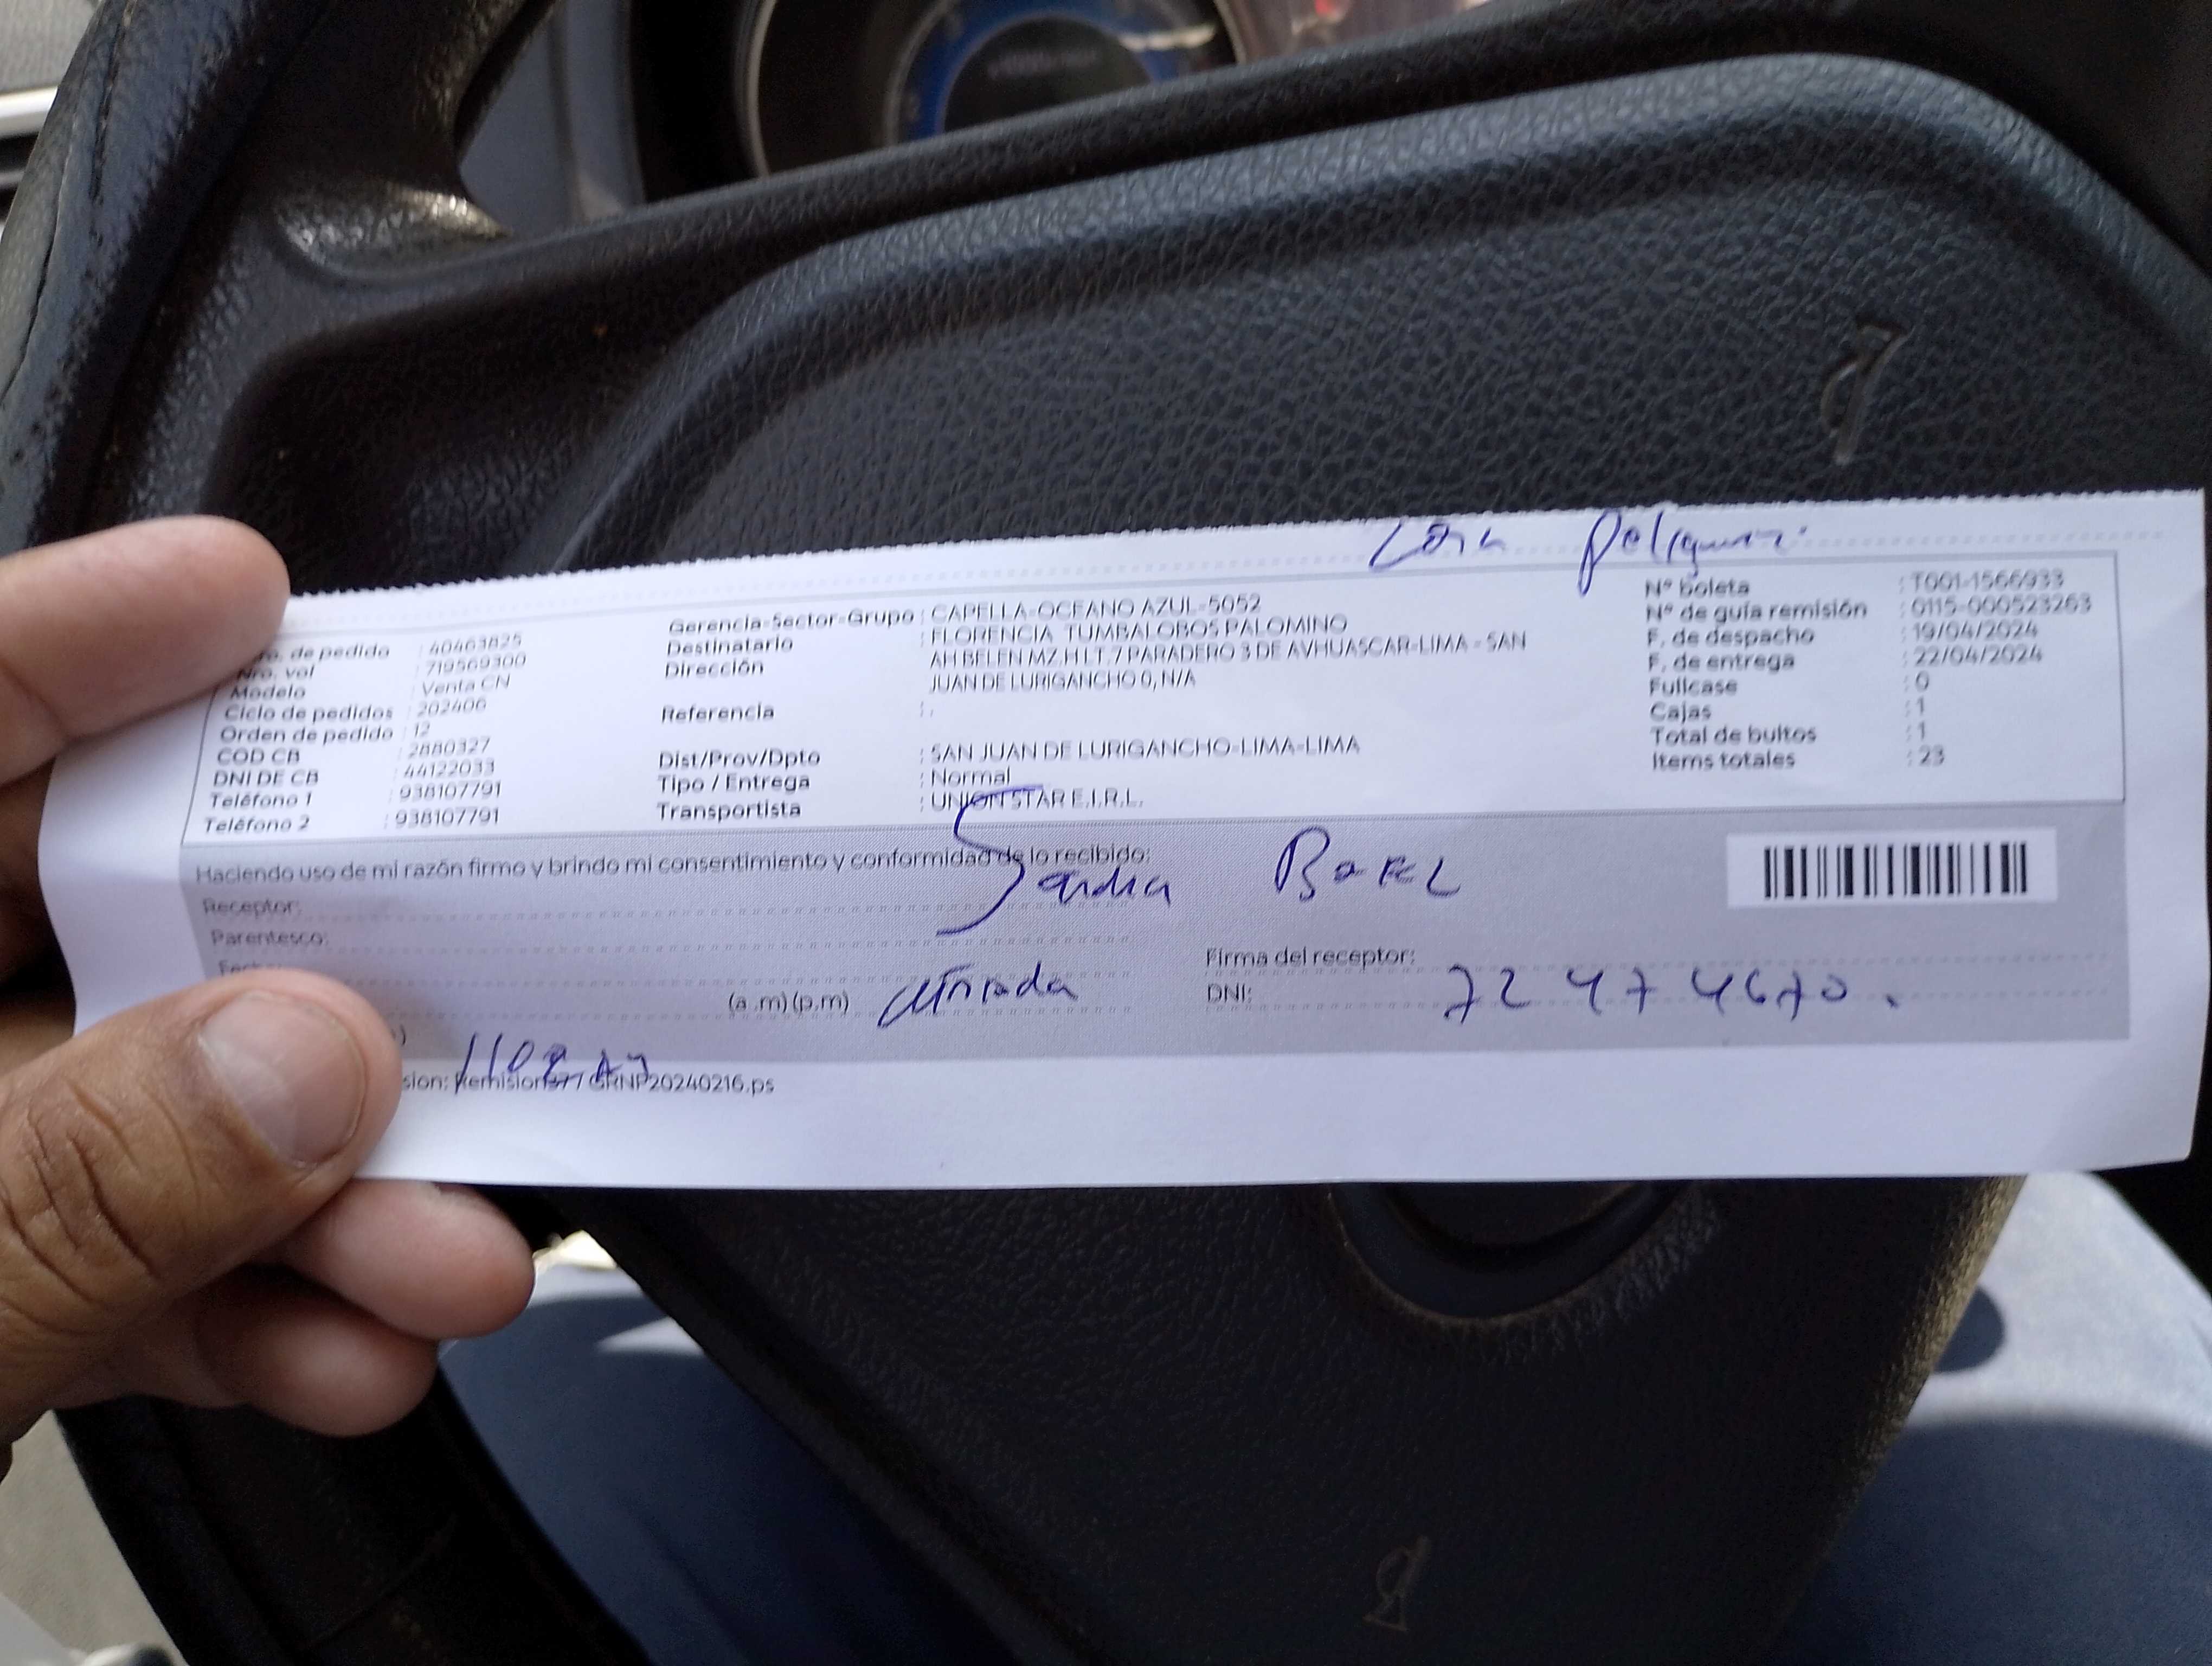 Zona Peligrosa.
Nro. de pedido : 40463825
Nro. vol : 719569300
Modelo : Venta CN
Ciclo de pedidos : 202406
Orden de pedido : 12
COD CB : 2880327
DNI DE CB : 44122033
Teléfono 1 : 938107791
Teléfono 2 : 938107791
Gerencia-Sector-Grupo : CAPELLA-OCEANO AZUL-5052
Destinatario : FLORENCIA TUMBALOBOS PALOMINO
Dirección : AH BELEN MZ.H LT.7 PARADERO 3 DE AVHUASCAR-LIMA - SAN
JUAN DE LURIGANCHO 0, N/A
Referencia : .
Dist/Prov/Dpto : SAN JUAN DE LURIGANCHO-LIMA-LIMA
Tipo / Entrega : Normal
Transportista : UNION STAR E.I.R.L.
Nº boleta : T001-1566933
Nº de guía remisión : 0115-000523263
F. de despacho : 19/04/2024
F. de entrega : 22/04/2024
Fullcase : 0
Cajas : 1
Total de bultos : 1
Items totales : 23
Haciendo uso de mi razón firmo y brindo mi consentimiento y conformidad de lo recibido:
Receptor: Sandra
Parentesco:
(a .m) (p.m)
Firma del receptor:
DNI: 72474670.
sion: Remision GRNP20240216.ps